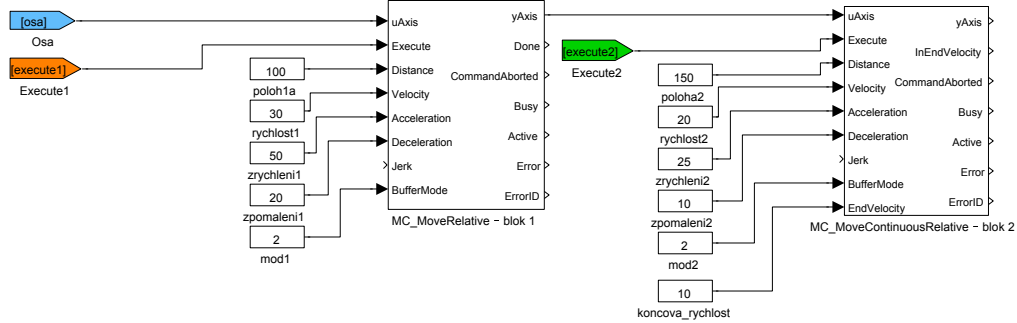 [osa]
Osa
[execute1]
Execute1
100
poloh1a
30
rychlost1
50
zrychleni1
20
zpomaleni1
2
mod1
uAxis
Execute
Distance
Velocity
Acceleration
Deceleration
Jerk
BufferMode
yAxis
Done
CommandAborted
Busy
Active
Error
ErrorID
MC_MoveRelative - blok 1
[execute2]
Execute2
150
poloha2
20
rychlost2
25
zrychleni2
10
zpomaleni2
2
mod2
10
koncova_rychlost
uAxis
Execute
Distance
Velocity
Acceleration
Deceleration
Jerk
BufferMode
EndVelocity
yAxis
InEndVelocity
CommandAborted
Busy
Active
Error
ErrorID
MC_MoveContinuousRelative - blok 2